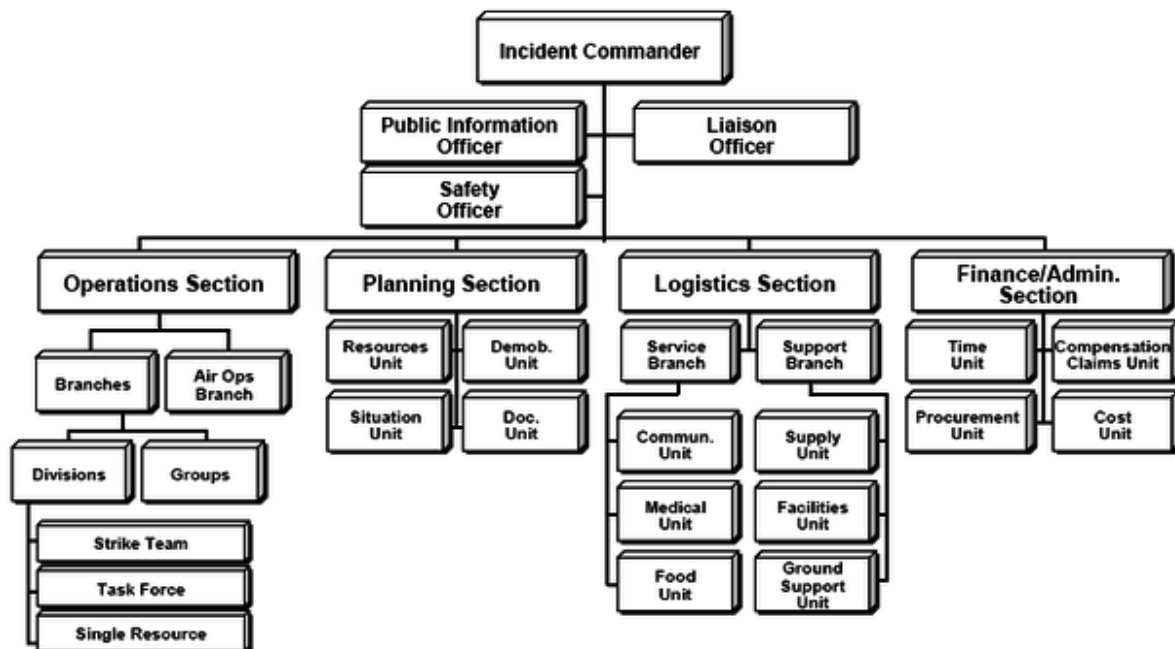 Incident Commander
Public Information
Officer
Liaison
Officer
Safety
Officer
Operations Section
Planning Section
Logistics Section
Finance/Admin.
Section
Branches
Air Ops
Branch
Divisions
Groups
Strike Team
Task Force
Single Resource
Resources
Unit
Demob.
Unit
Situation
Unit
Doc.
Unit
Service
Branch
Support
Branch
Commun.
Unit
Supply
Unit
Medical
Unit
Facilities
Unit
Food
Unit
Ground
Support
Unit
Time
Unit
Compensation
Claims Unit
Procurement
Unit
Cost
Unit